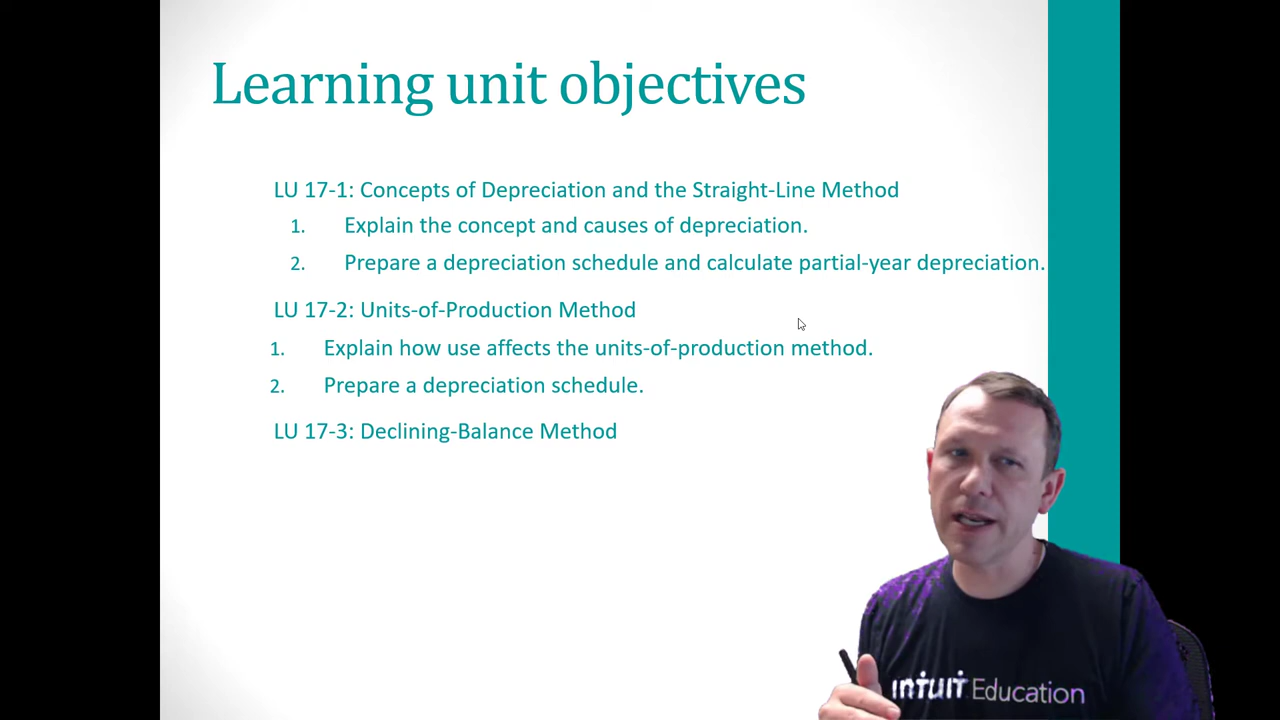 Learning unit objectives
LU 17-1: Concepts of Depreciation and the Straight-Line Method
1. Explain the concept and causes of depreciation.
2. Prepare a depreciation schedule and calculate partial-year depreciation.
LU 17-2: Units-of-Production Method
1. Explain how use affects the units-of-production method.
2. Prepare a depreciation schedule.
LU 17-3: Declining-Balance Method
ıntuıt Education